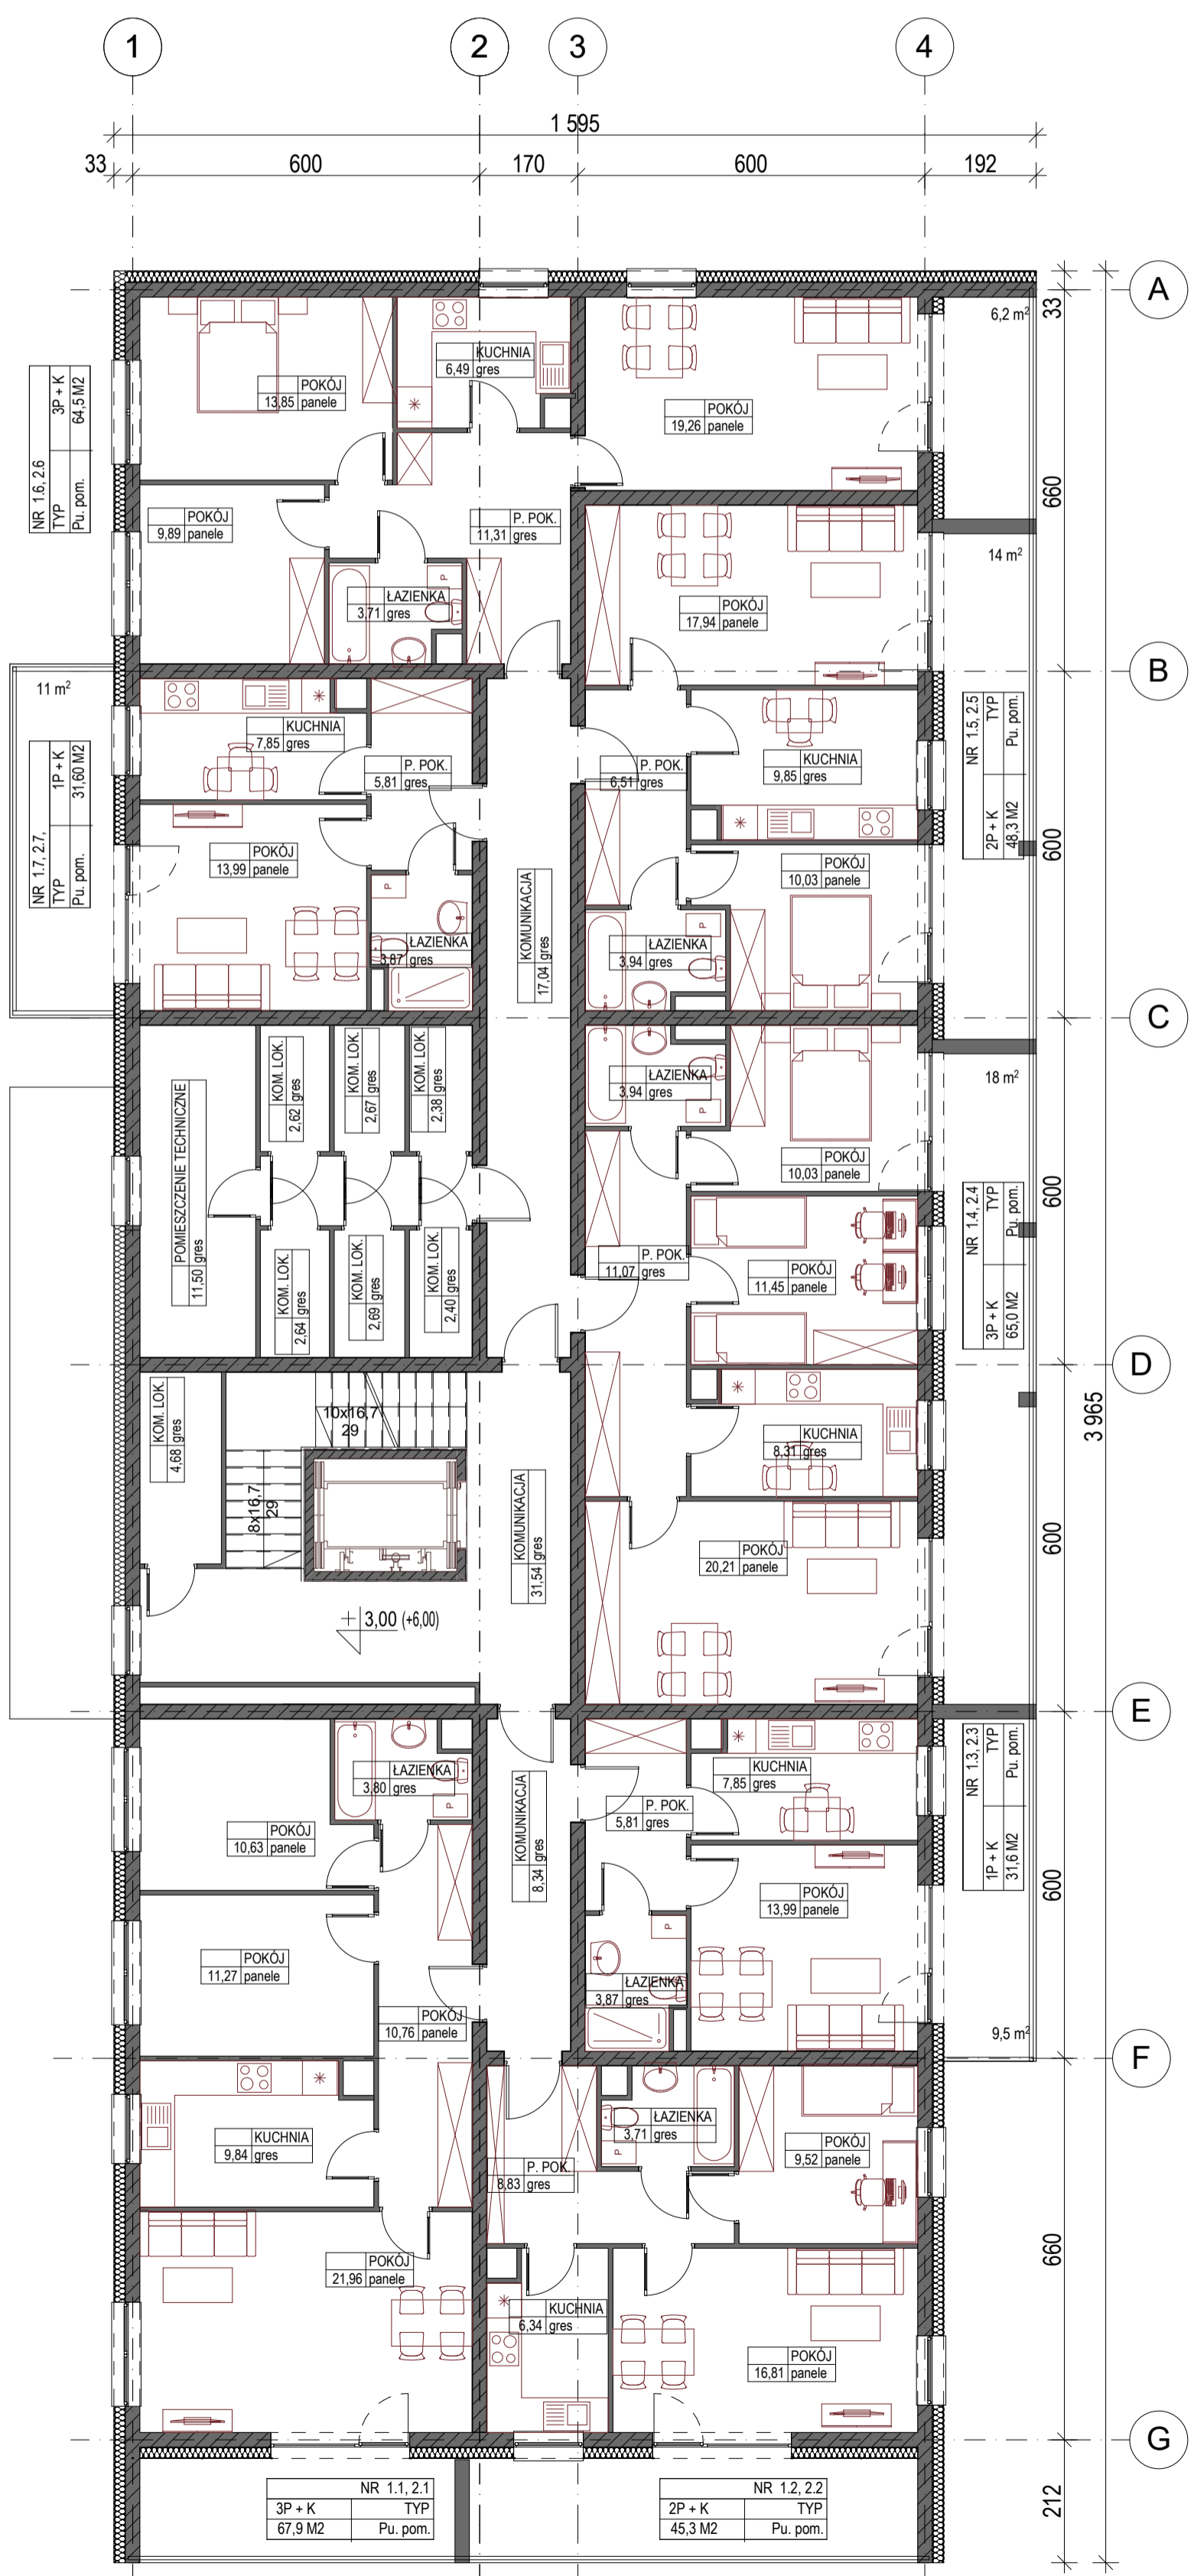 1 2 3 4
1 595
33 600 170 600 192
A
33
6,2 m²
KUCHNIA
6,49 gres
POKÓJ
13,85 panele
POKÓJ
19,26 panele
NR 1.6, 2.6
TYP 3P + K
Pu. pom. 64,5 M2
660
POKÓJ
9,89 panele
P. POK.
11,31 gres
14 m²
ŁAZIENKA
3,71 gres
P
POKÓJ
17,94 panele
B
11 m²
NR 1.7, 2.7,
TYP 1P + K
Pu. pom. 31,60 M2
KUCHNIA
7,85 gres
P. POK.
5,81 gres
P. POK.
6,51 gres
KUCHNIA
9,85 gres
NR 1.5, 2.5
2P + K TYP
48,3 M2 Pu. pom.
600
POKÓJ
13,99 panele
POKÓJ
10,03 panele
P
ŁAZIENKA
3,87 gres
KOMUNIKACJA
17,04 gres
P
ŁAZIENKA
3,94 gres
C
POMIESZCZENIE TECHNICZNE
11,50 gres
KOM. LOK.
2,62 gres
KOM. LOK.
2,67 gres
KOM. LOK.
2,38 gres
ŁAZIENKA
3,94 gres
P
18 m²
POKÓJ
10,03 panele
600
KOM. LOK.
2,64 gres
KOM. LOK.
2,69 gres
KOM. LOK.
2,40 gres
P. POK.
11,07 gres
POKÓJ
11,45 panele
NR 1.4, 2.4
3P + K TYP
65,0 M2 Pu. pom.
D
3 965
KOM. LOK.
4,68 gres
10x16,7
29
8x16,7
29
KUCHNIA
8,31 gres
KOMUNIKACJA
31,54 gres
POKÓJ
20,21 panele
600
3,00 (+6,00)
E
ŁAZIENKA
3,80 gres
P
KUCHNIA
7,85 gres
NR 1.3, 2.3
1P + K TYP
31,6 M2 Pu. pom.
POKÓJ
10,63 panele
KOMUNIKACJA
8,34 gres
P. POK.
5,81 gres
600
POKÓJ
13,99 panele
POKÓJ
11,27 panele
P
ŁAZIENKA
3,87 gres
POKÓJ
10,76 panele
9,5 m²
F
KUCHNIA
9,84 gres
ŁAZIENKA
3,71 gres
P
POKÓJ
9,52 panele
P. POK.
8,83 gres
660
POKÓJ
21,96 panele
KUCHNIA
6,34 gres
POKÓJ
16,81 panele
G
NR 1.1, 2.1
3P + K TYP
67,9 M2 Pu. pom.
NR 1.2, 2.2
2P + K TYP
45,3 M2 Pu. pom.
212